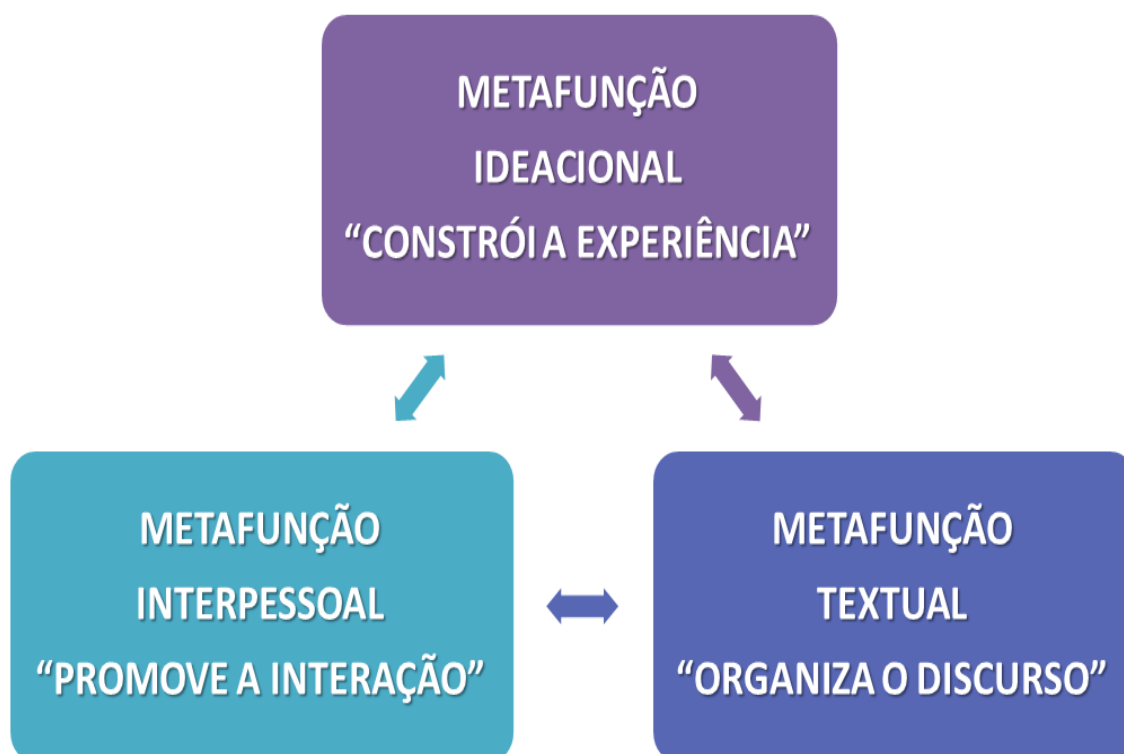 METAFUNÇÃO
IDEACIONAL
“CONSTRÓI A EXPERIÊNCIA”
METAFUNÇÃO
INTERPESSOAL
“PROMOVE A INTERAÇÃO”
METAFUNÇÃO
TEXTUAL
“ORGANIZA O DISCURSO”